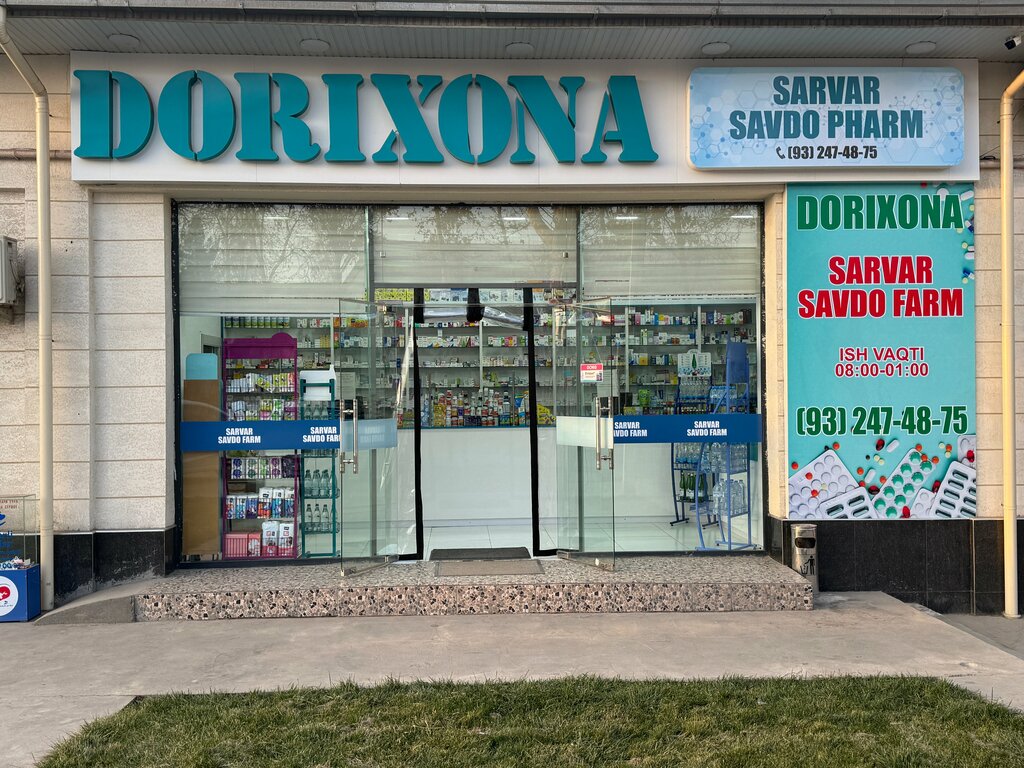 DORIXONA
SARVAR
SAVDO PHARM
(93) 247-48-75
DORIXONA
SARVAR
SAVDO FARM
ISH VAQTI
08:00-01:00
(93) 247-48-75
SARVAR
SAVDO FARM
SARVAR
SAVDO FARM
SARVAR
SAVDO FARM
SARVAR
SAVDO FARM